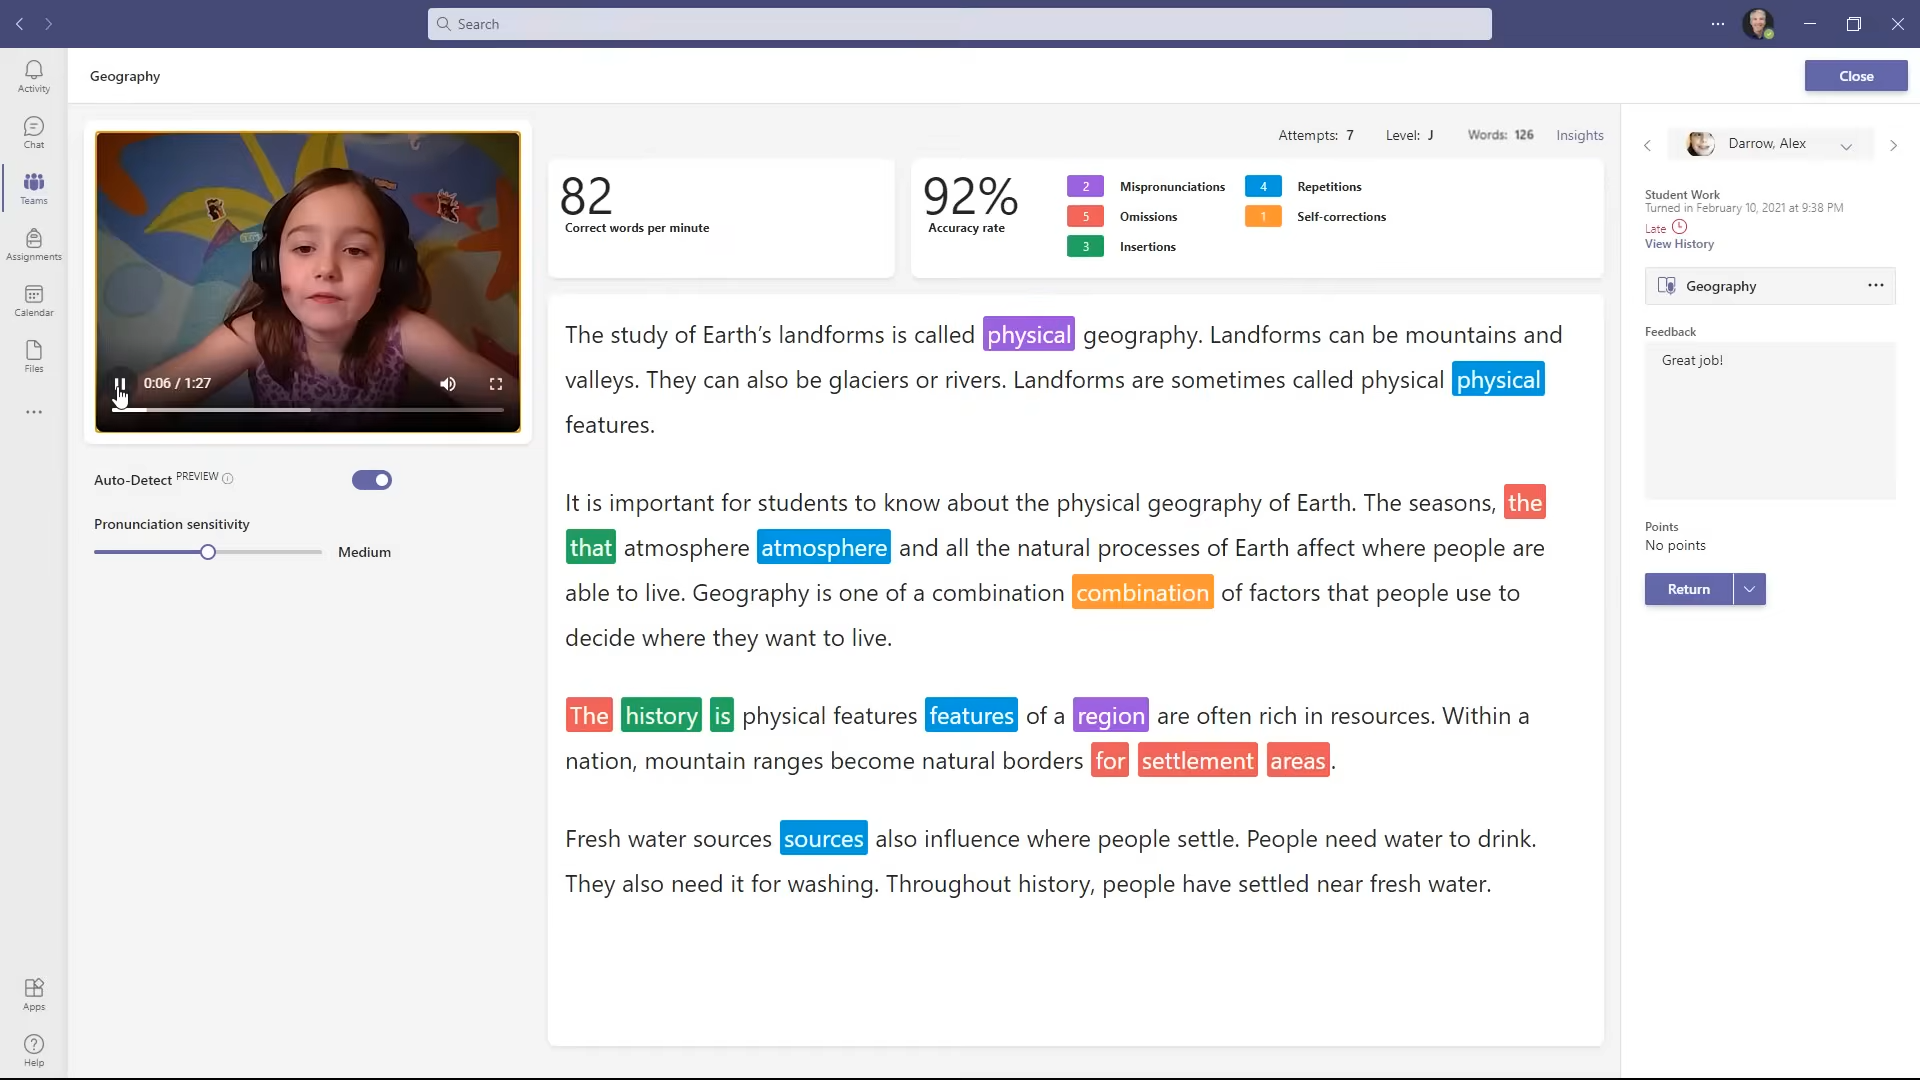 Search
Activity
Chat
Teams
Assignments
Calendar
Files
Apps
Help
Geography
Close
0:06 / 1:27
Auto-Detect PREVIEW
Pronunciation sensitivity
Medium
Attempts: 7 Level: J Words: 126 Insights
82
Correct words per minute
92%
Accuracy rate
2 Mispronunciations
5 Omissions
3 Insertions
4 Repetitions
1 Self-corrections
The study of Earth's landforms is called physical geography. Landforms can be mountains and
valleys. They can also be glaciers or rivers. Landforms are sometimes called physical physical
features.
It is important for students to know about the physical geography of Earth. The seasons, the
that atmosphere atmosphere and all the natural processes of Earth affect where people are
able to live. Geography is one of a combination combination of factors that people use to
decide where they want to live.
The history is physical features features of a region are often rich in resources. Within a
nation, mountain ranges become natural borders for settlement areas.
Fresh water sources sources also influence where people settle. People need water to drink.
They also need it for washing. Throughout history, people have settled near fresh water.
Darrow, Alex
Student Work
Turned in February 10, 2021 at 9:38 PM
Late
View History
Geography
Feedback
Great job!
Points
No points
Return